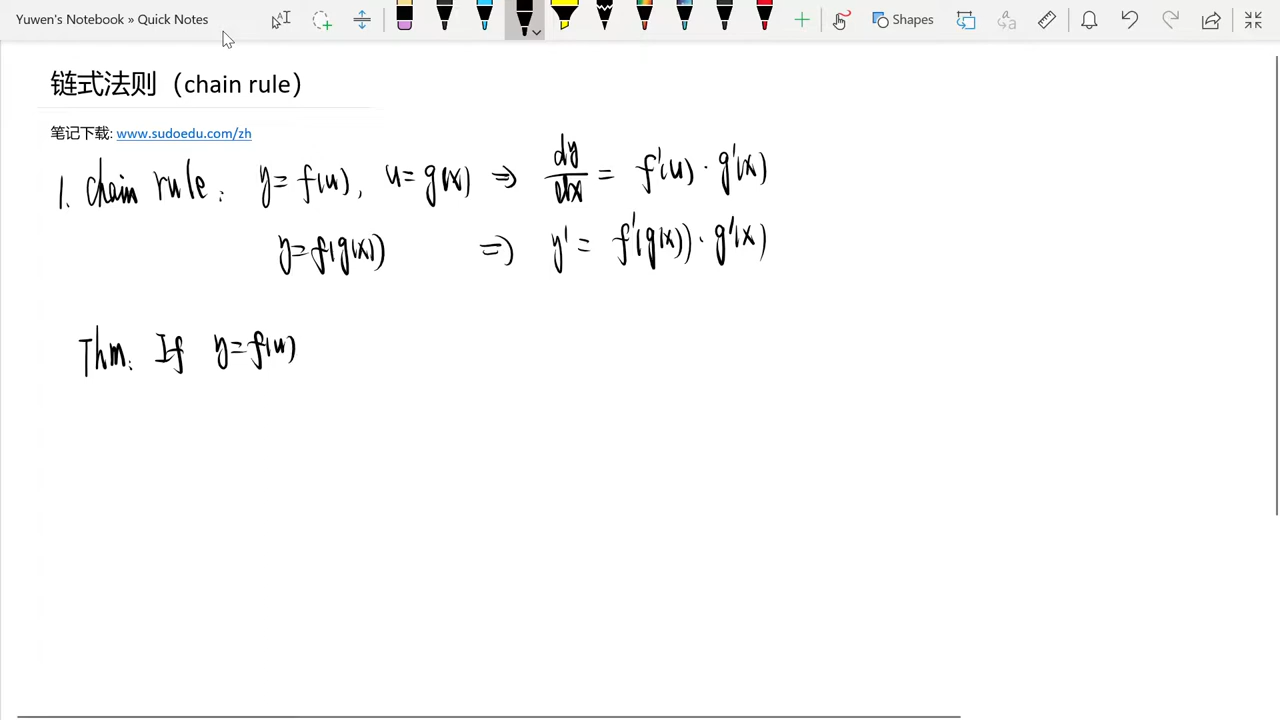 Yuwen's Notebook » Quick Notes Shapes
链式法则（chain rule）
笔记下载: www.sudoedu.com/zh
1. Chain rule: y = f(u), u = g(x) ⇒ dy/dx = f'(u) · g'(x)
y = f(g(x)) ⇒ y' = f'(g(x)) · g'(x)
Thm: If y = f(u)